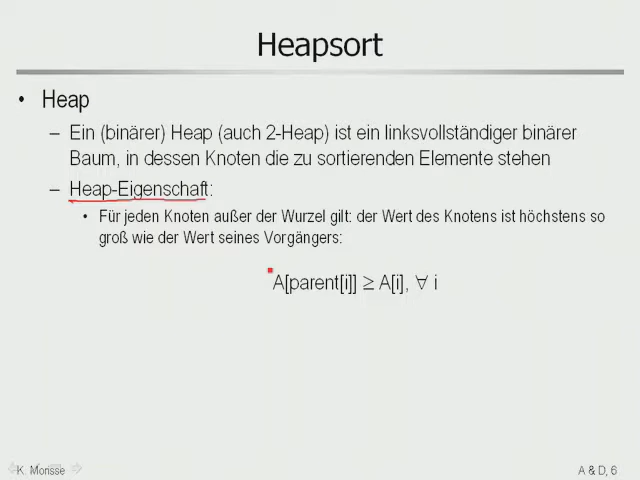 Heapsort
• Heap
– Ein (binärer) Heap (auch 2-Heap) ist ein linksvollständiger binärer
Baum, in dessen Knoten die zu sortierenden Elemente stehen
– Heap-Eigenschaft:
• Für jeden Knoten außer der Wurzel gilt: der Wert des Knotens ist höchstens so
groß wie der Wert seines Vorgängers:
A[parent[i]] ≥ A[i], ∀ i
K. Morisse
A & D, 6